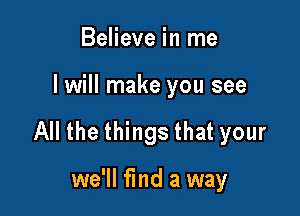 Believe in me
I will make you see
All the things that your
we'll find a way